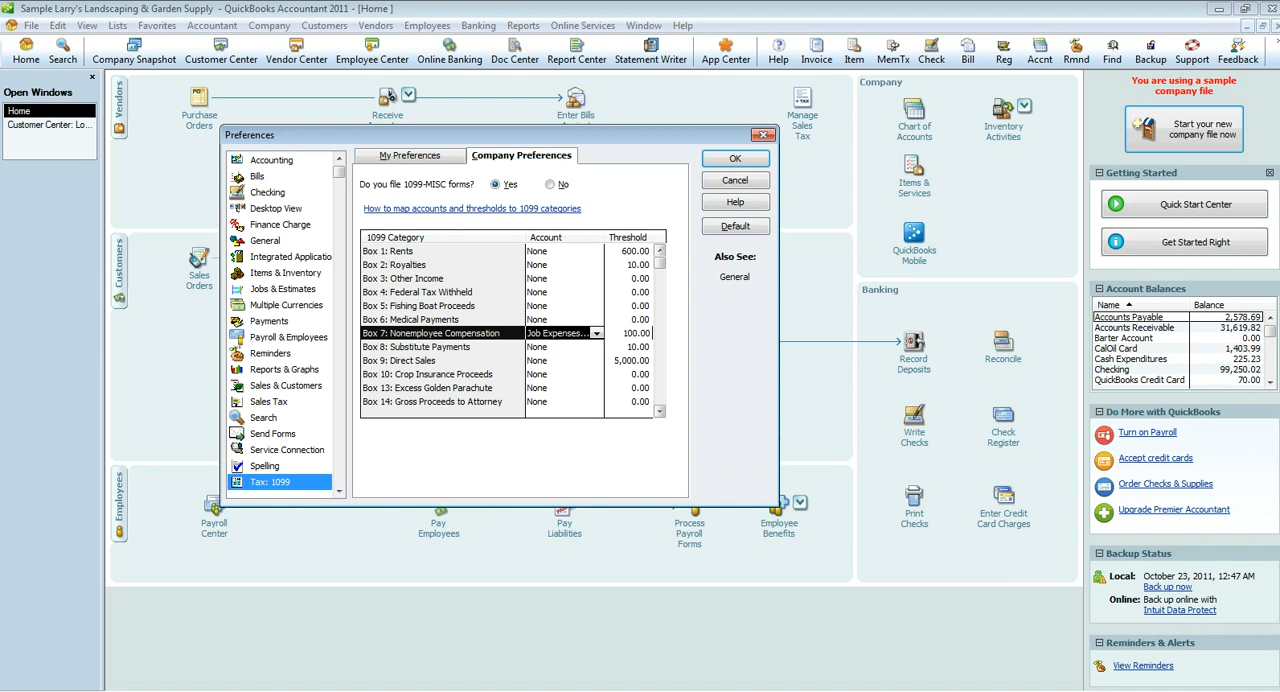 Sample Larry's Landscaping & Garden Supply - QuickBooks Accountant 2011 - [Home ]
File Edit View Lists Favorites Accountant Company Customers Vendors Employees Banking Reports Online Services Window Help
Home Search Company Snapshot Customer Center Vendor Center Employee Center Online Banking Doc Center Report Center Statement Writer App Center Help Invoice Item MemTx Check Bill Reg Accnt Rmnd Find Backup Support Feedback
Open Windows
Home
Customer Center: Lo...
Vendors
Purchase
Orders
Receive
Enter Bills
Manage
Sales
Tax
Customers
Sales
Orders
Employees
Payroll
Center
Pay
Employees
Pay
Liabilities
Process
Payroll
Forms
Employee
Benefits
Preferences
Accounting
Bills
Checking
Desktop View
Finance Charge
General
Integrated Applicatio
Items & Inventory
Jobs & Estimates
Multiple Currencies
Payments
Payroll & Employees
Reminders
Reports & Graphs
Sales & Customers
Sales Tax
Search
Send Forms
Service Connection
Spelling
Tax: 1099
My Preferences Company Preferences
Do you file 1099-MISC forms? Yes No
How to map accounts and thresholds to 1099 categories
1099 Category Account Threshold
Box 1: Rents None 600.00
Box 2: Royalties None 10.00
Box 3: Other Income None 0.00
Box 4: Federal Tax Withheld None 0.00
Box 5: Fishing Boat Proceeds None 0.00
Box 6: Medical Payments None 0.00
Box 7: Nonemployee Compensation Job Expenses... 100.00
Box 8: Substitute Payments None 10.00
Box 9: Direct Sales None 5,000.00
Box 10: Crop Insurance Proceeds None 0.00
Box 13: Excess Golden Parachute None 0.00
Box 14: Gross Proceeds to Attorney None 0.00
OK
Cancel
Help
Default
Also See:
General
Company
Chart of
Accounts
Inventory
Activities
Items &
Services
QuickBooks
Mobile
Banking
Record
Deposits
Reconcile
Write
Checks
Check
Register
Print
Checks
Enter Credit
Card Charges
You are using a sample
company file
Start your new
company file now
Getting Started
Quick Start Center
Get Started Right
Account Balances
Name Balance
Accounts Payable 2,578.69
Accounts Receivable 31,619.82
Barter Account 0.00
CalOil Card 1,403.99
Cash Expenditures 225.23
Checking 99,250.02
QuickBooks Credit Card 70.00
Do More with QuickBooks
Turn on Payroll
Accept credit cards
Order Checks & Supplies
Upgrade Premier Accountant
Backup Status
Local: October 23, 2011, 12:47 AM
Back up now
Online: Back up online with
Intuit Data Protect
Reminders & Alerts
View Reminders